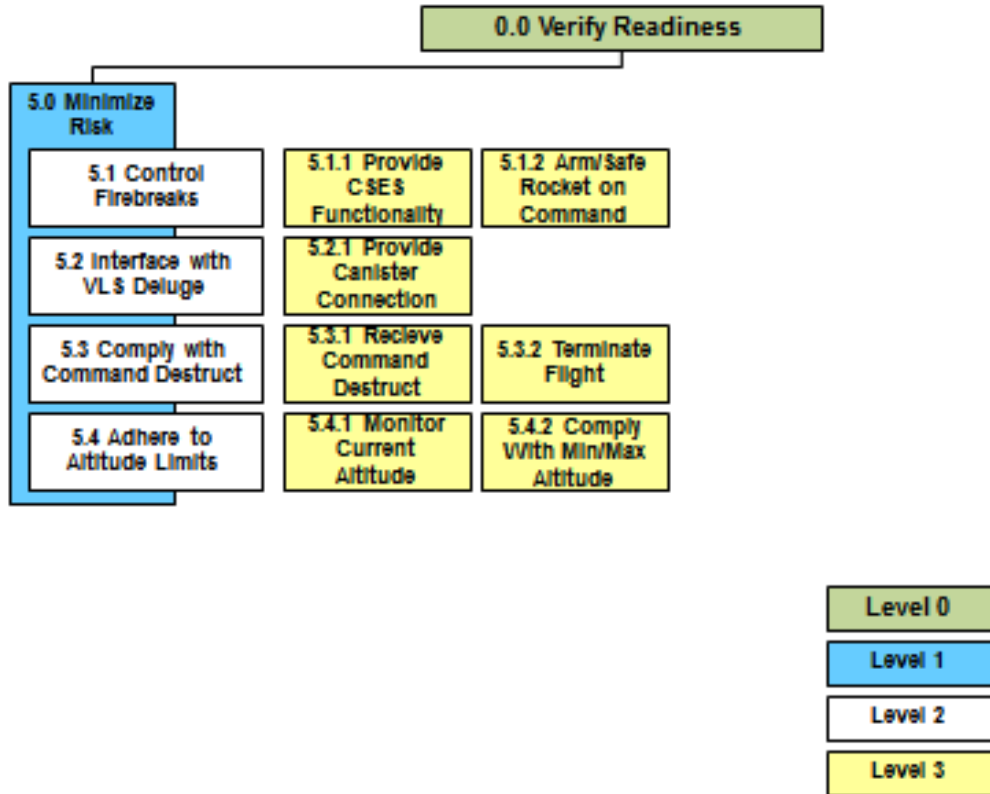 0.0 Verify Readiness
5.0 Minimize
Risk
5.1 Control
Firebreaks
5.1.1 Provide
CSES
Functionality
5.1.2 Arm/Safe
Rocket on
Command
5.2 Interface with
VLS Deluge
5.2.1 Provide
Canister
Connection
5.3 Comply with
Command Destruct
5.3.1 Recieve
Command
Destruct
5.3.2 Terminate
Flight
5.4 Adhere to
Altitude Limits
5.4.1 Monitor
Current
Altitude
5.4.2 Comply
With Min/Max
Altitude
Level 0
Level 1
Level 2
Level 3